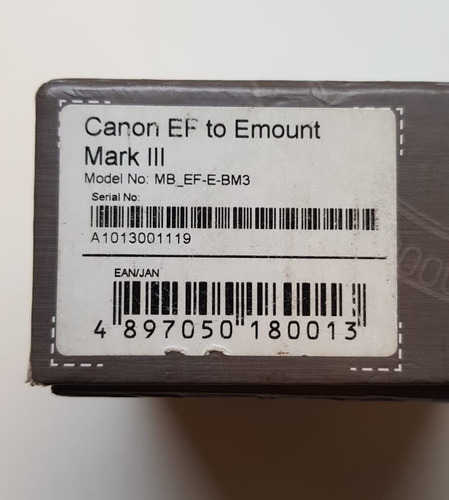 Canon EF to Emount
Mark III
Model No: MB_EF-E-BM3
Serial No:
A1013001119
EAN/JAN
4 897050 180013